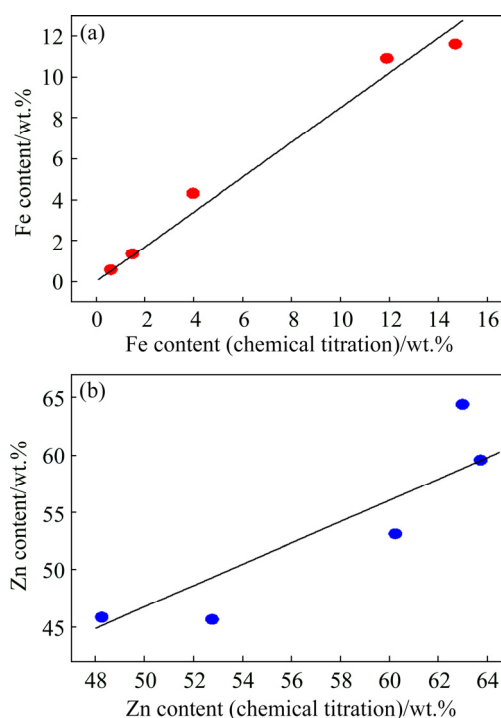 (a)
Fe content/wt.%
12
10
8
6
4
2
0
0 2 4 6 8 10 12 14 16
Fe content (chemical titration)/wt.%
(b)
Zn content/wt.%
65
60
55
50
45
48 50 52 54 56 58 60 62 64
Zn content (chemical titration)/wt.%